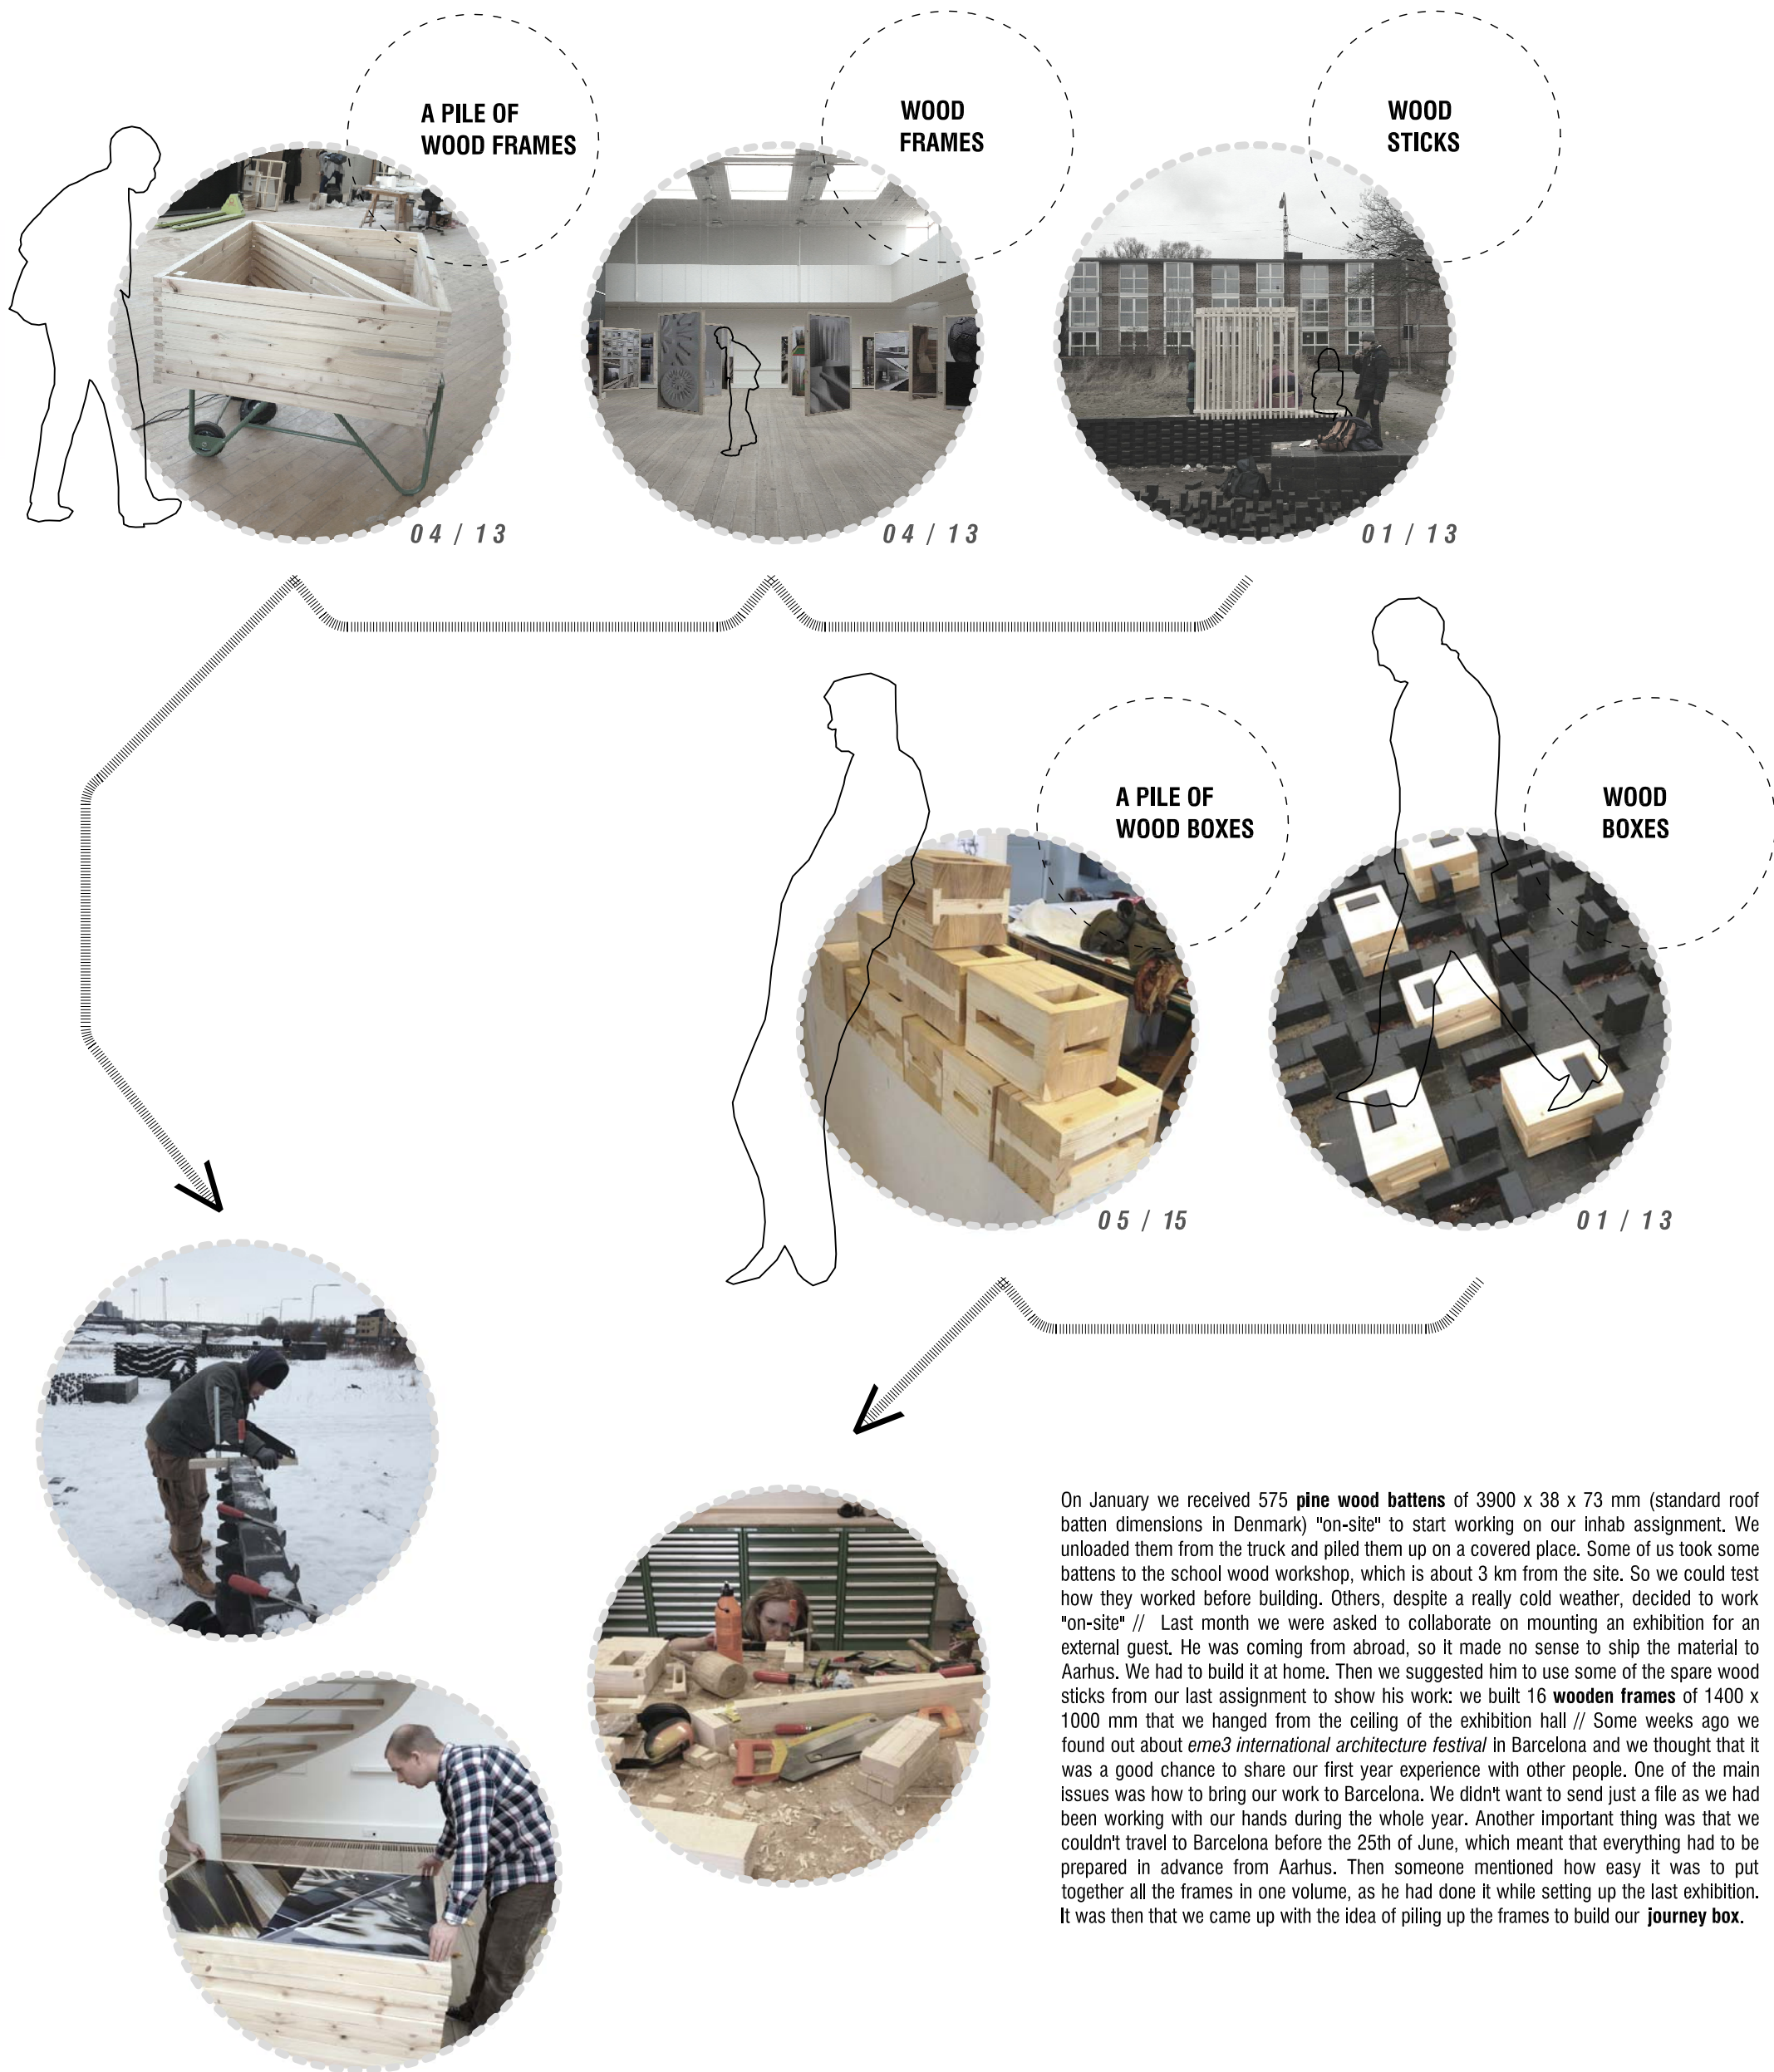 A PILE OF
WOOD FRAMES
WOOD
FRAMES
WOOD
STICKS
04 / 13
04 / 13
01 / 13
A PILE OF
WOOD BOXES
WOOD
BOXES
05 / 15
01 / 13
On January we received 575 pine wood battens of 3900 x 38 x 73 mm (standard roof
batten dimensions in Denmark) "on-site" to start working on our inhab assignment. We
unloaded them from the truck and piled them up on a covered place. Some of us took some
battens to the school wood workshop, which is about 3 km from the site. So we could test
how they worked before building. Others, despite a really cold weather, decided to work
"on-site" // Last month we were asked to collaborate on mounting an exhibition for an
external guest. He was coming from abroad, so it made no sense to ship the material to
Aarhus. We had to build it at home. Then we suggested him to use some of the spare wood
sticks from our last assignment to show his work: we built 16 wooden frames of 1400 x
1000 mm that we hanged from the ceiling of the exhibition hall // Some weeks ago we
found out about eme3 international architecture festival in Barcelona and we thought that it
was a good chance to share our first year experience with other people. One of the main
issues was how to bring our work to Barcelona. We didn't want to send just a file as we had
been working with our hands during the whole year. Another important thing was that we
couldn't travel to Barcelona before the 25th of June, which meant that everything had to be
prepared in advance from Aarhus. Then someone mentioned how easy it was to put
together all the frames in one volume, as he had done it while setting up the last exhibition.
It was then that we came up with the idea of piling up the frames to build our journey box.